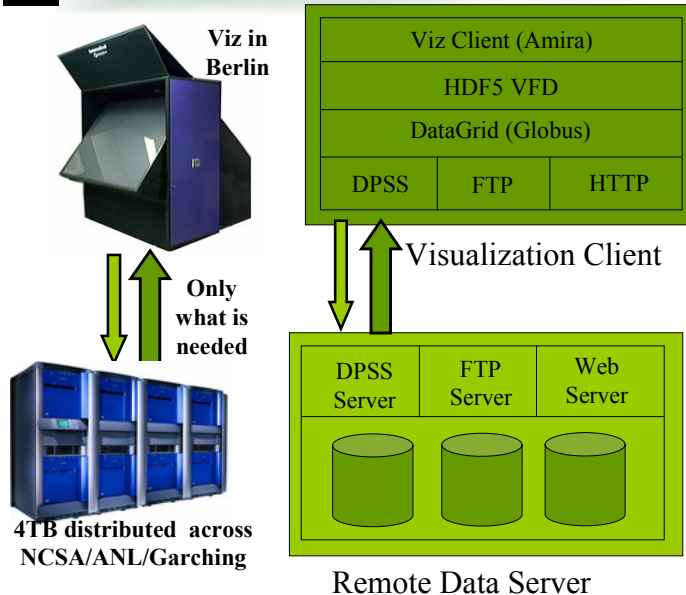 Viz in
Berlin
Only
what is
needed
4TB distributed across
NCSA/ANL/Garching
Viz Client (Amira)
HDF5 VFD
DataGrid (Globus)
DPSS
FTP
HTTP
Visualization Client
DPSS
Server
FTP
Server
Web
Server
Remote Data Server